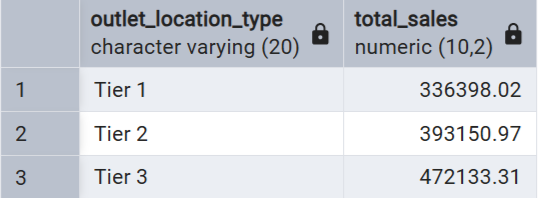 outlet_location_type total_sales
character varying (20) numeric (10,2)
1 Tier 1 336398.02
2 Tier 2 393150.97
3 Tier 3 472133.31